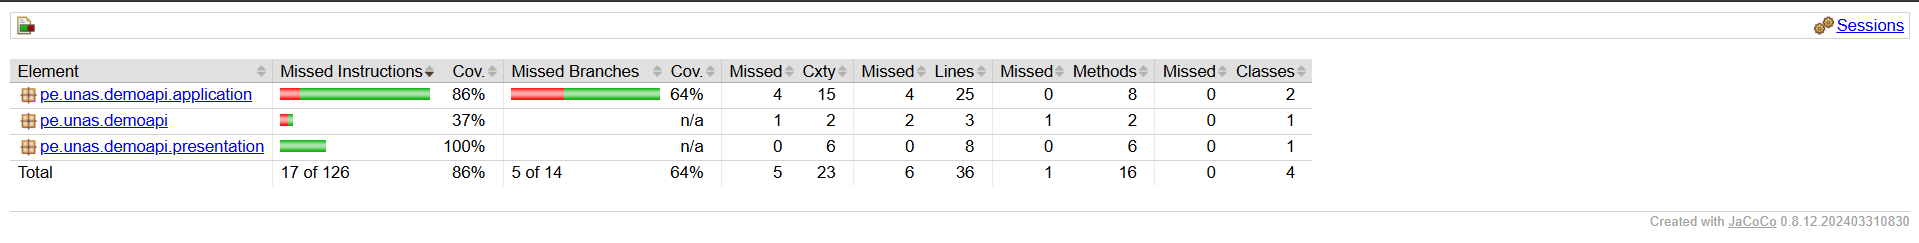 Sessions
Element Missed Instructions Cov. Missed Branches Cov. Missed Cxty Missed Lines Missed Methods Missed Classes
pe.unas.demoapi.application 86% 64% 4 15 4 25 0 8 0 2
pe.unas.demoapi 37% n/a 1 2 2 3 1 2 0 1
pe.unas.demoapi.presentation 100% n/a 0 6 0 8 0 6 0 1
Total 17 of 126 86% 5 of 14 64% 5 23 6 36 1 16 0 4
Created with JaCoCo 0.8.12.202403310830